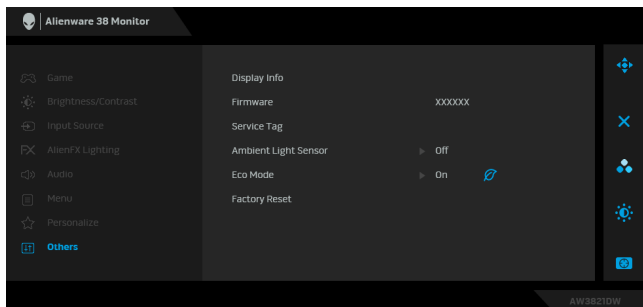 Alienware 38 Monitor
Game
Brightness/Contrast
Input Source
FX AlienFX Lighting
Audio
Menu
Personalize
Others
Display Info
Firmware XXXXXX
Service Tag
Ambient Light Sensor Off
Eco Mode On
Factory Reset
AW3821DW